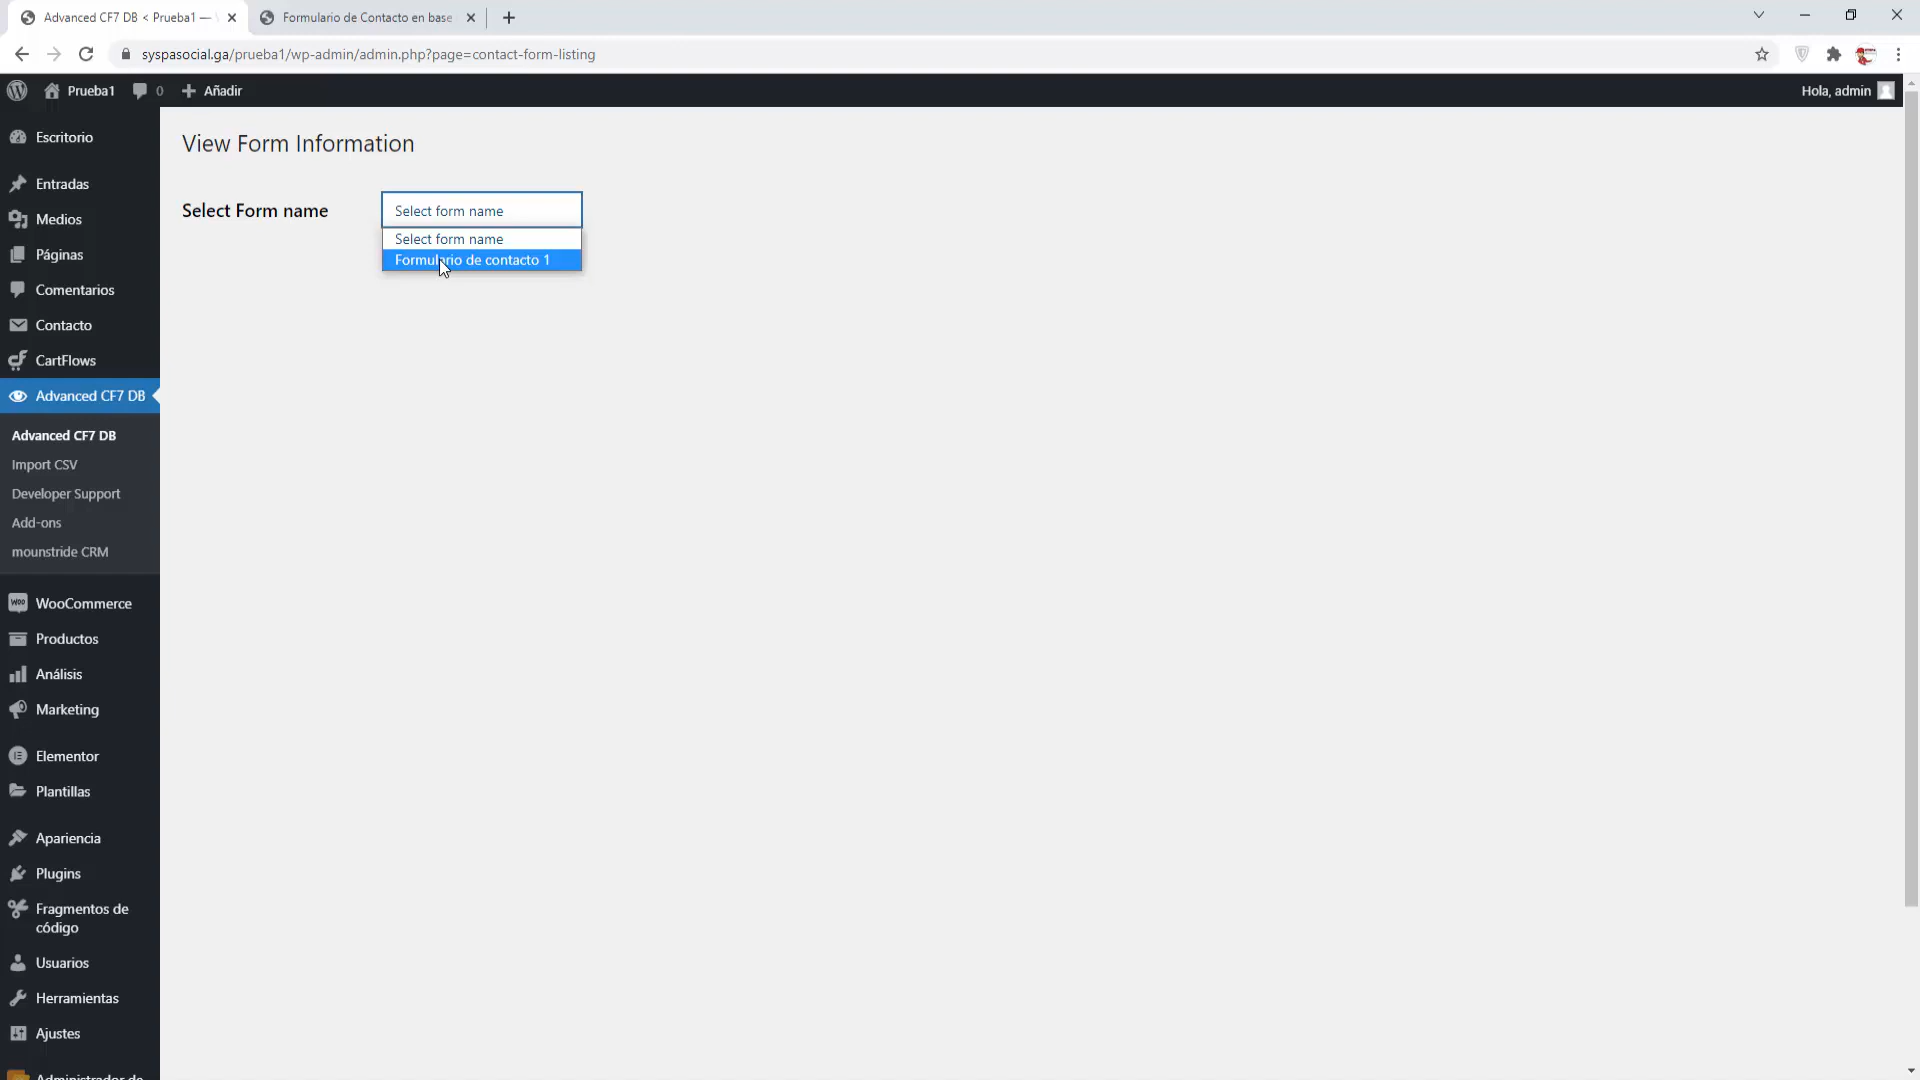 Advanced CF7 DB < Prueba1 —
Formulario de Contacto en base
syspasocial.ga/prueba1/wp-admin/admin.php?page=contact-form-listing
Prueba1
0
Añadir
Hola, admin
Escritorio
Entradas
Medios
Páginas
Comentarios
Contacto
CartFlows
Advanced CF7 DB
Advanced CF7 DB
Import CSV
Developer Support
Add-ons
mounstride CRM
WooCommerce
Productos
Análisis
Marketing
Elementor
Plantillas
Apariencia
Plugins
Fragmentos de
código
Usuarios
Herramientas
Ajustes
Administrador de
View Form Information
Select Form name
Select form name
Select form name
Formulario de contacto 1